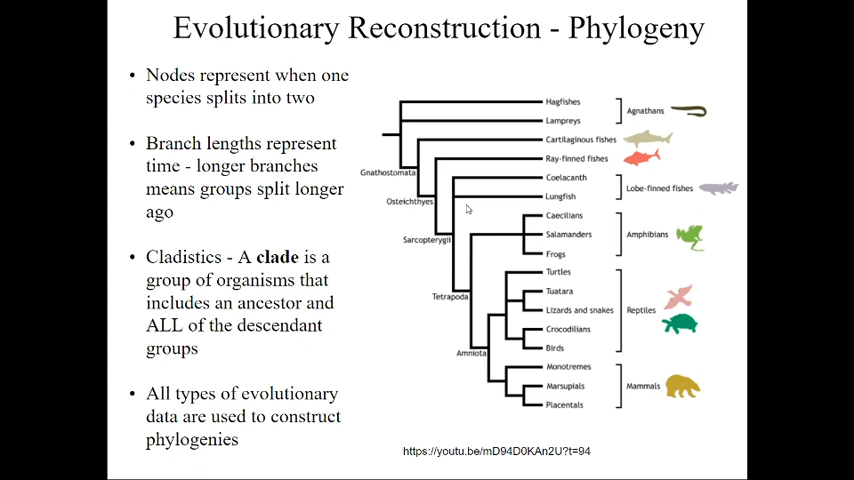 Evolutionary Reconstruction - Phylogeny
• Nodes represent when one
species splits into two
• Branch lengths represent
time - longer branches
means groups split longer
ago
• Cladistics - A clade is a
group of organisms that
includes an ancestor and
ALL of the descendant
groups
• All types of evolutionary
data are used to construct
phylogenies
Hagfishes
Lampreys
Agnathans
Cartilaginous fishes
Ray-finned fishes
Gnathostomata
Coelacanth
Lungfish
Lobe-finned fishes
Osteichthyes
Caecilians
Salamanders
Frogs
Amphibians
Sarcopterygii
Turtles
Tuatara
Lizards and snakes
Crocodilians
Birds
Reptiles
Tetrapoda
Amniota
Monotremes
Marsupials
Placentals
Mammals
https://youtu.be/mD94D0KAn2U?t=94